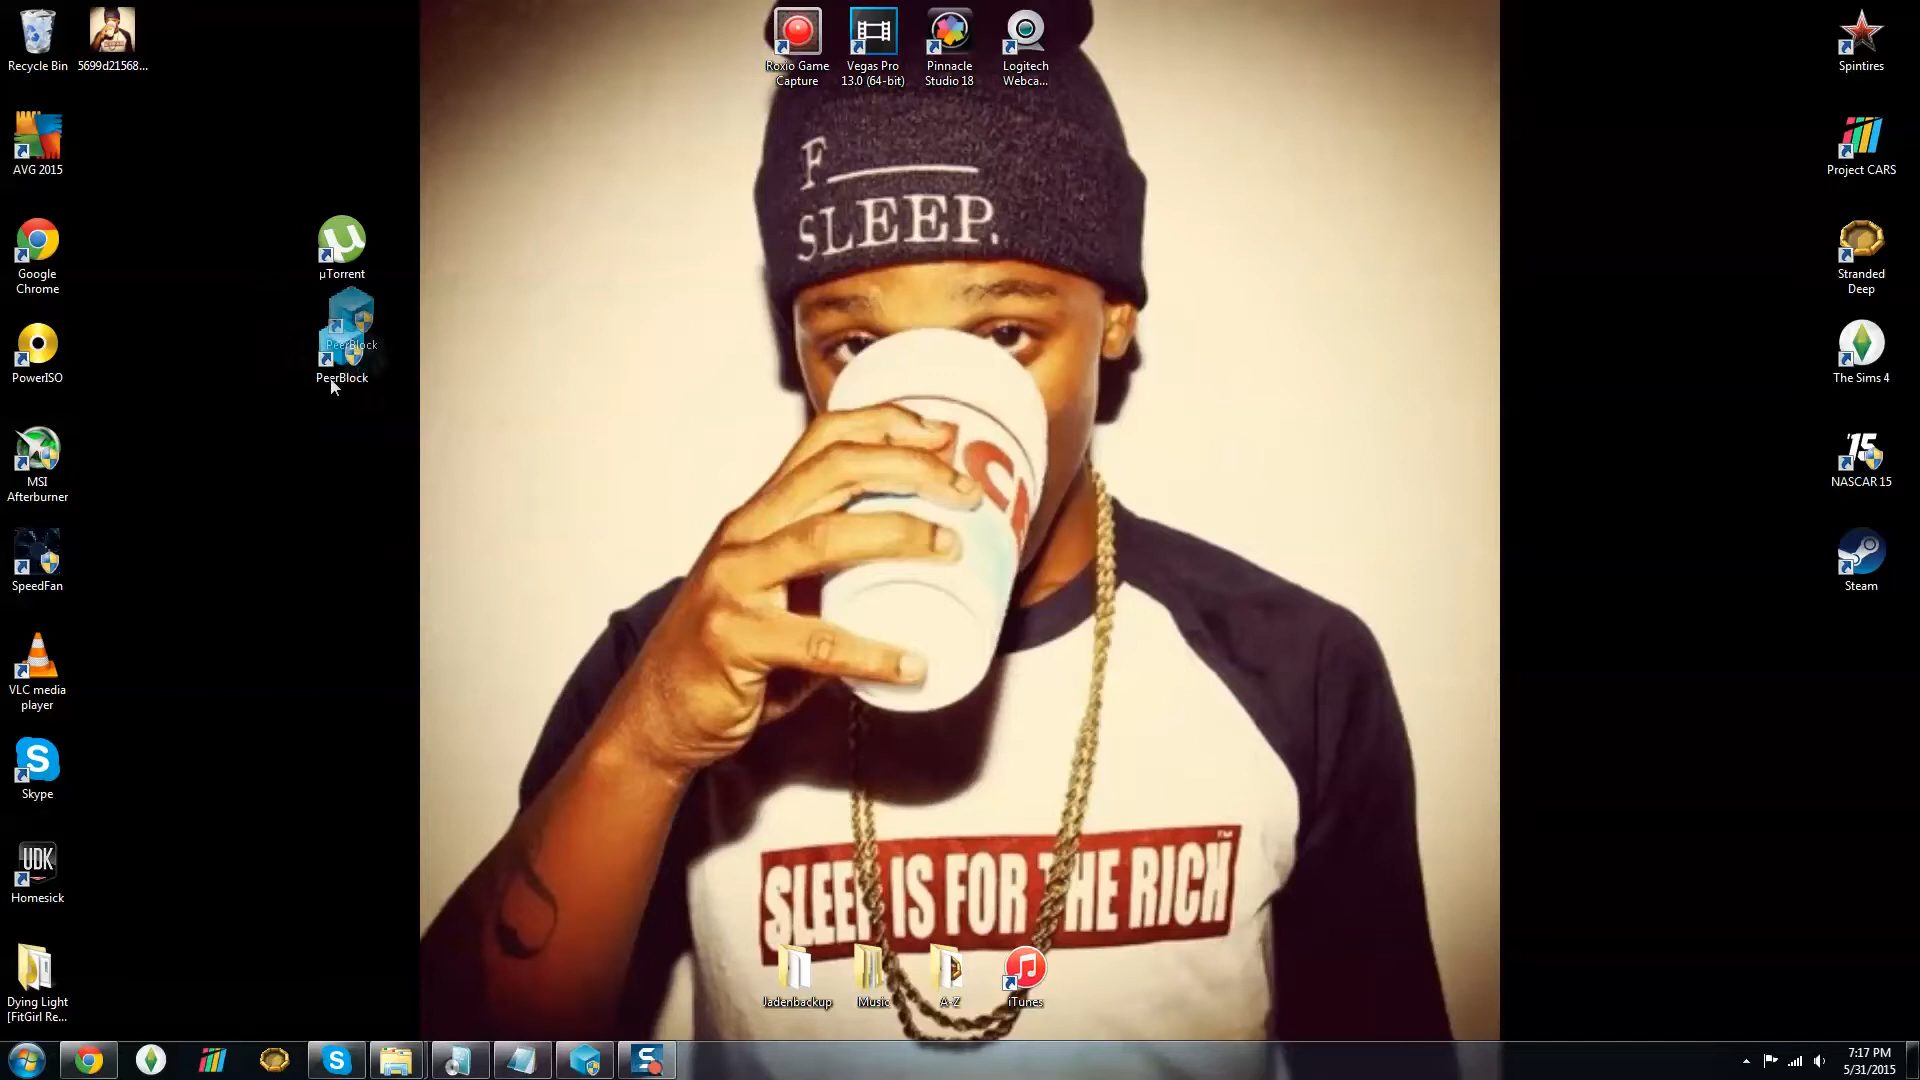 Recycle Bin
5699d21568...
Roxio Game
Capture
Vegas Pro
13.0 (64-bit)
Pinnacle
Studio 18
Logitech
Webca...
Spintires
AVG 2015
Project CARS
Google
Chrome
µTorrent
PeerBlock
PeerBlock
Stranded
Deep
PowerISO
The Sims 4
MSI
Afterburner
15
NASCAR 15
SpeedFan
Steam
VLC media
player
S
Skype
UDK
Homesick
Dying Light
[FitGirl Re...
F
SLEEP.
SLEEP IS FOR THE RICH
TM
Jadenbackup
Music
A-Z
iTunes
S
S
7:17 PM
5/31/2015